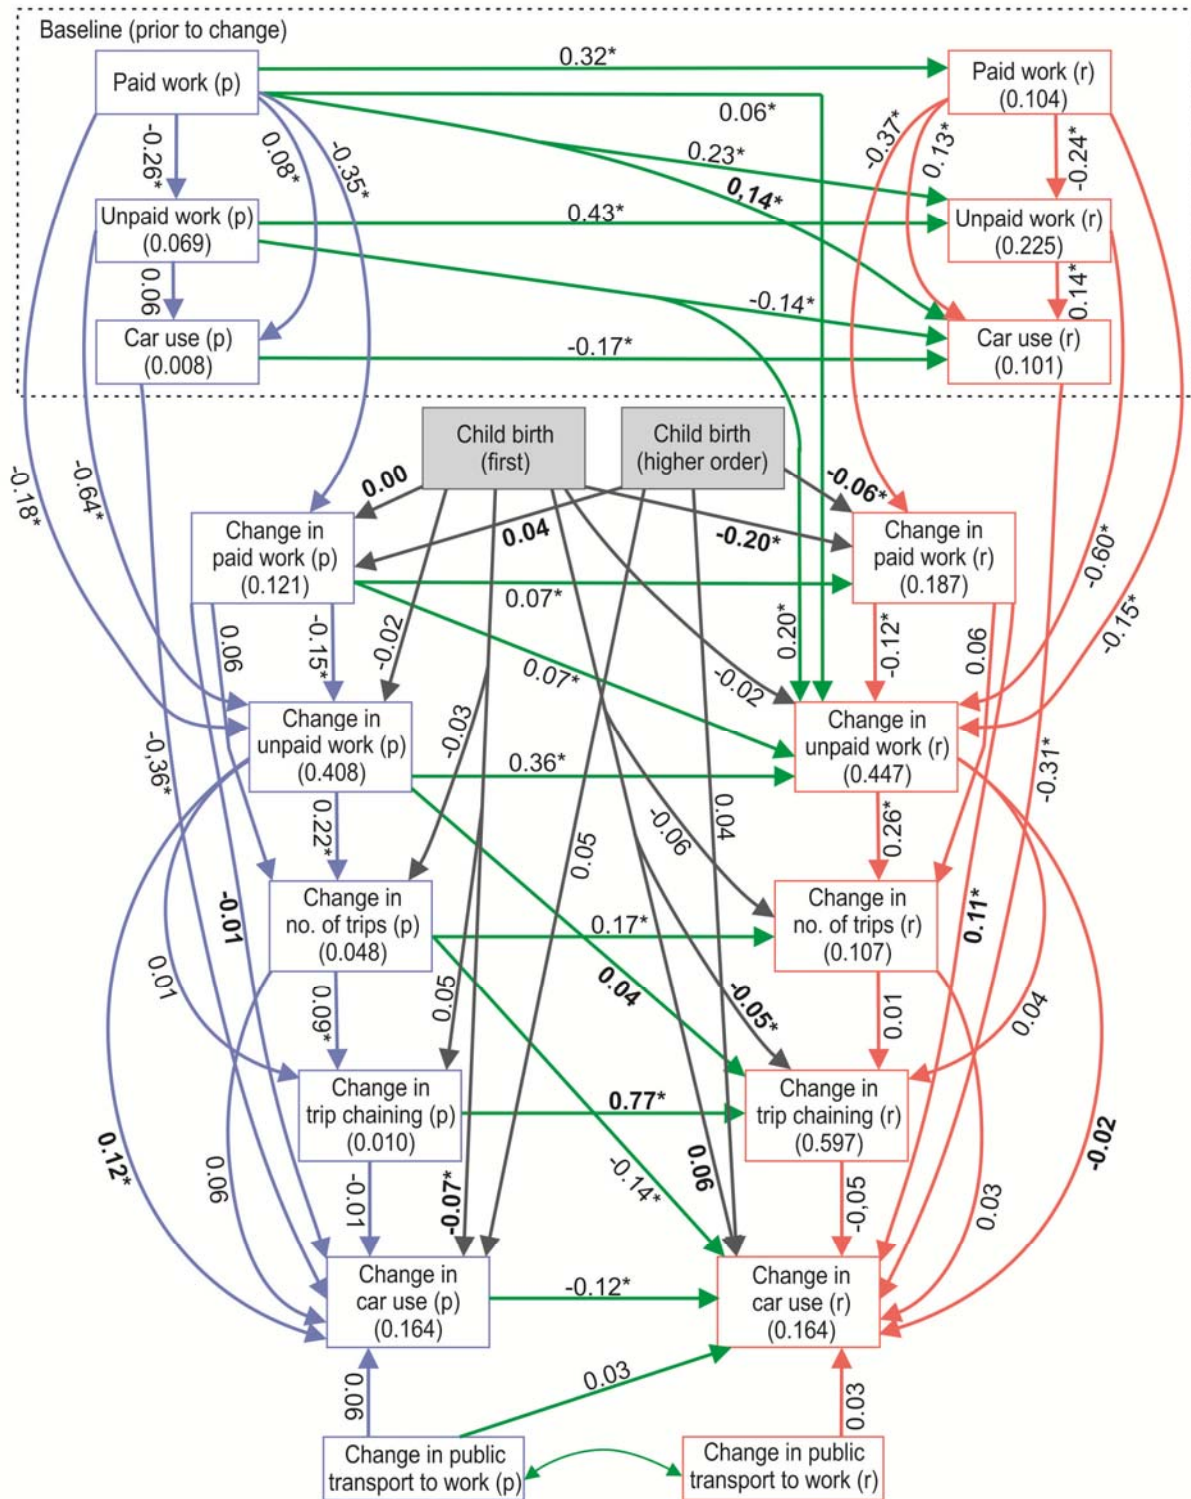 Baseline (prior to change)
Paid work (p)
0.32*
Paid work (r)
(0.104)
0.06*
-0.26*
0.08*
-0.35*
0.23*
0,14*
-0.37*
0.13*
-0.24*
Unpaid work (p)
(0.069)
0.43*
Unpaid work (r)
(0.225)
0.06
-0.14*
0.14*
Car use (p)
(0.008)
-0.17*
Car use (r)
(0.101)
Child birth
(first)
Child birth
(higher order)
-0.18*
-0.64*
0.00
0.04
-0.06*
-0.20*
-0.60*
-0.15*
Change in
paid work (p)
(0.121)
Change in
paid work (r)
(0.187)
0.07*
0.06
-0.15*
-0.02
0.07*
-0.02
0.20*
-0.12*
0.06
-0,36*
Change in
unpaid work (p)
(0.408)
-0.03
0.36*
Change in
unpaid work (r)
(0.447)
-0.31*
0.22*
0.05
-0.06
0.04
0.26*
Change in
no. of trips (p)
(0.048)
0.17*
Change in
no. of trips (r)
(0.107)
-0.01
0.11*
0.01
0.09*
0.05
0.04
-0.05*
0.01
0.04
Change in
trip chaining (p)
(0.010)
0.77*
Change in
trip chaining (r)
(0.597)
0.12*
0.06
-0.01
-0.07*
-0.14*
0.06
-0,05
0.03
-0.02
Change in
car use (p)
(0.164)
-0.12*
Change in
car use (r)
(0.164)
0.06
0.03
0.03
Change in public
transport to work (p)
Change in public
transport to work (r)